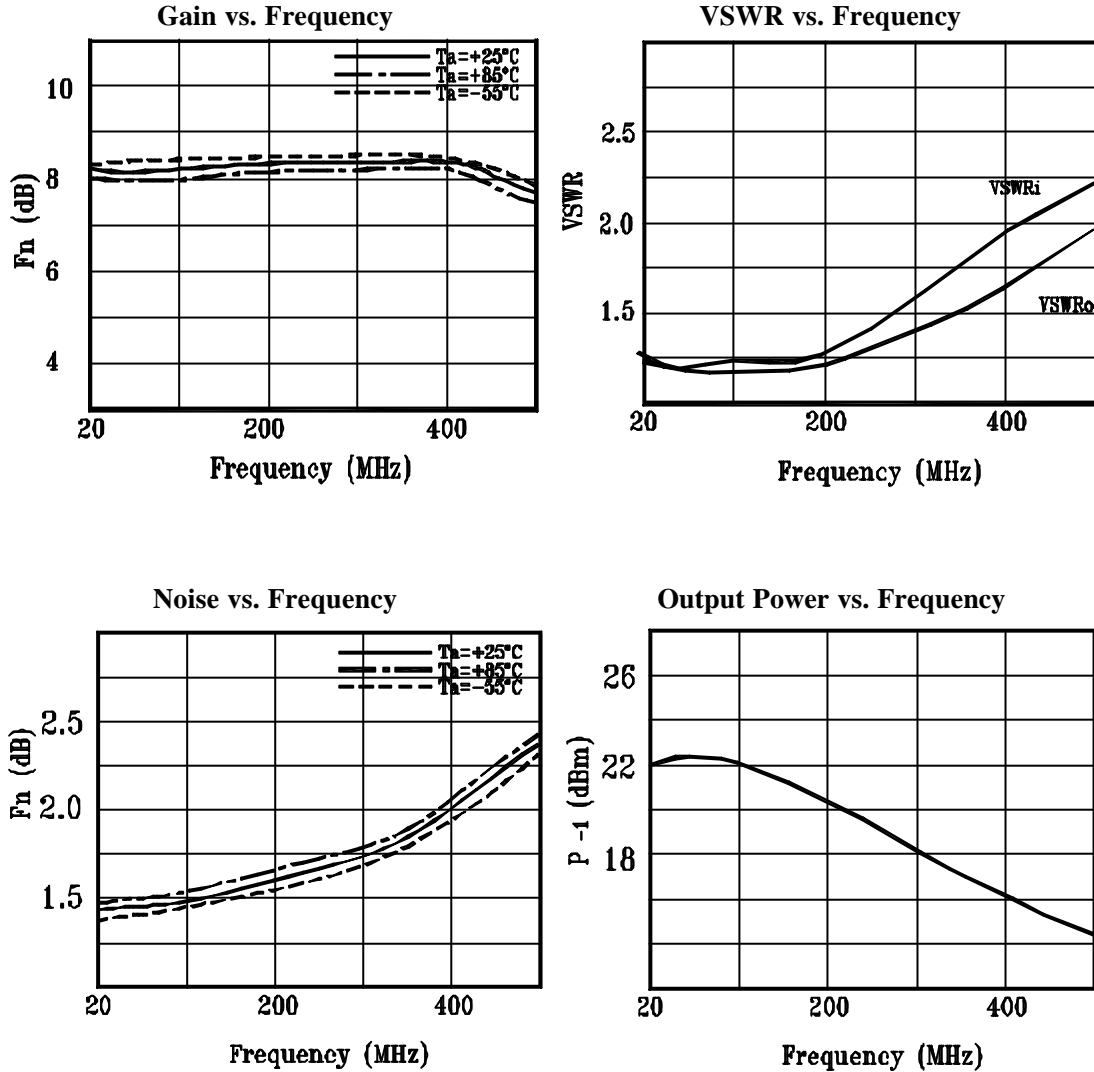 Gain vs. Frequency
Ta=+25°C
Ta=+85°C
Ta=-55°C
10
8
6
4
Fn (dB)
20 200 400
Frequency (MHz)
VSWR vs. Frequency
2.5
2.0
1.5
VSWR
VSWRi
VSWRo
20 200 400
Frequency (MHz)
Noise vs. Frequency
Ta=+25°C
Ta=+85°C
Ta=-55°C
2.5
2.0
1.5
Fn (dB)
20 200 400
Frequency (MHz)
Output Power vs. Frequency
26
22
18
P -1 (dBm)
20 200 400
Frequency (MHz)